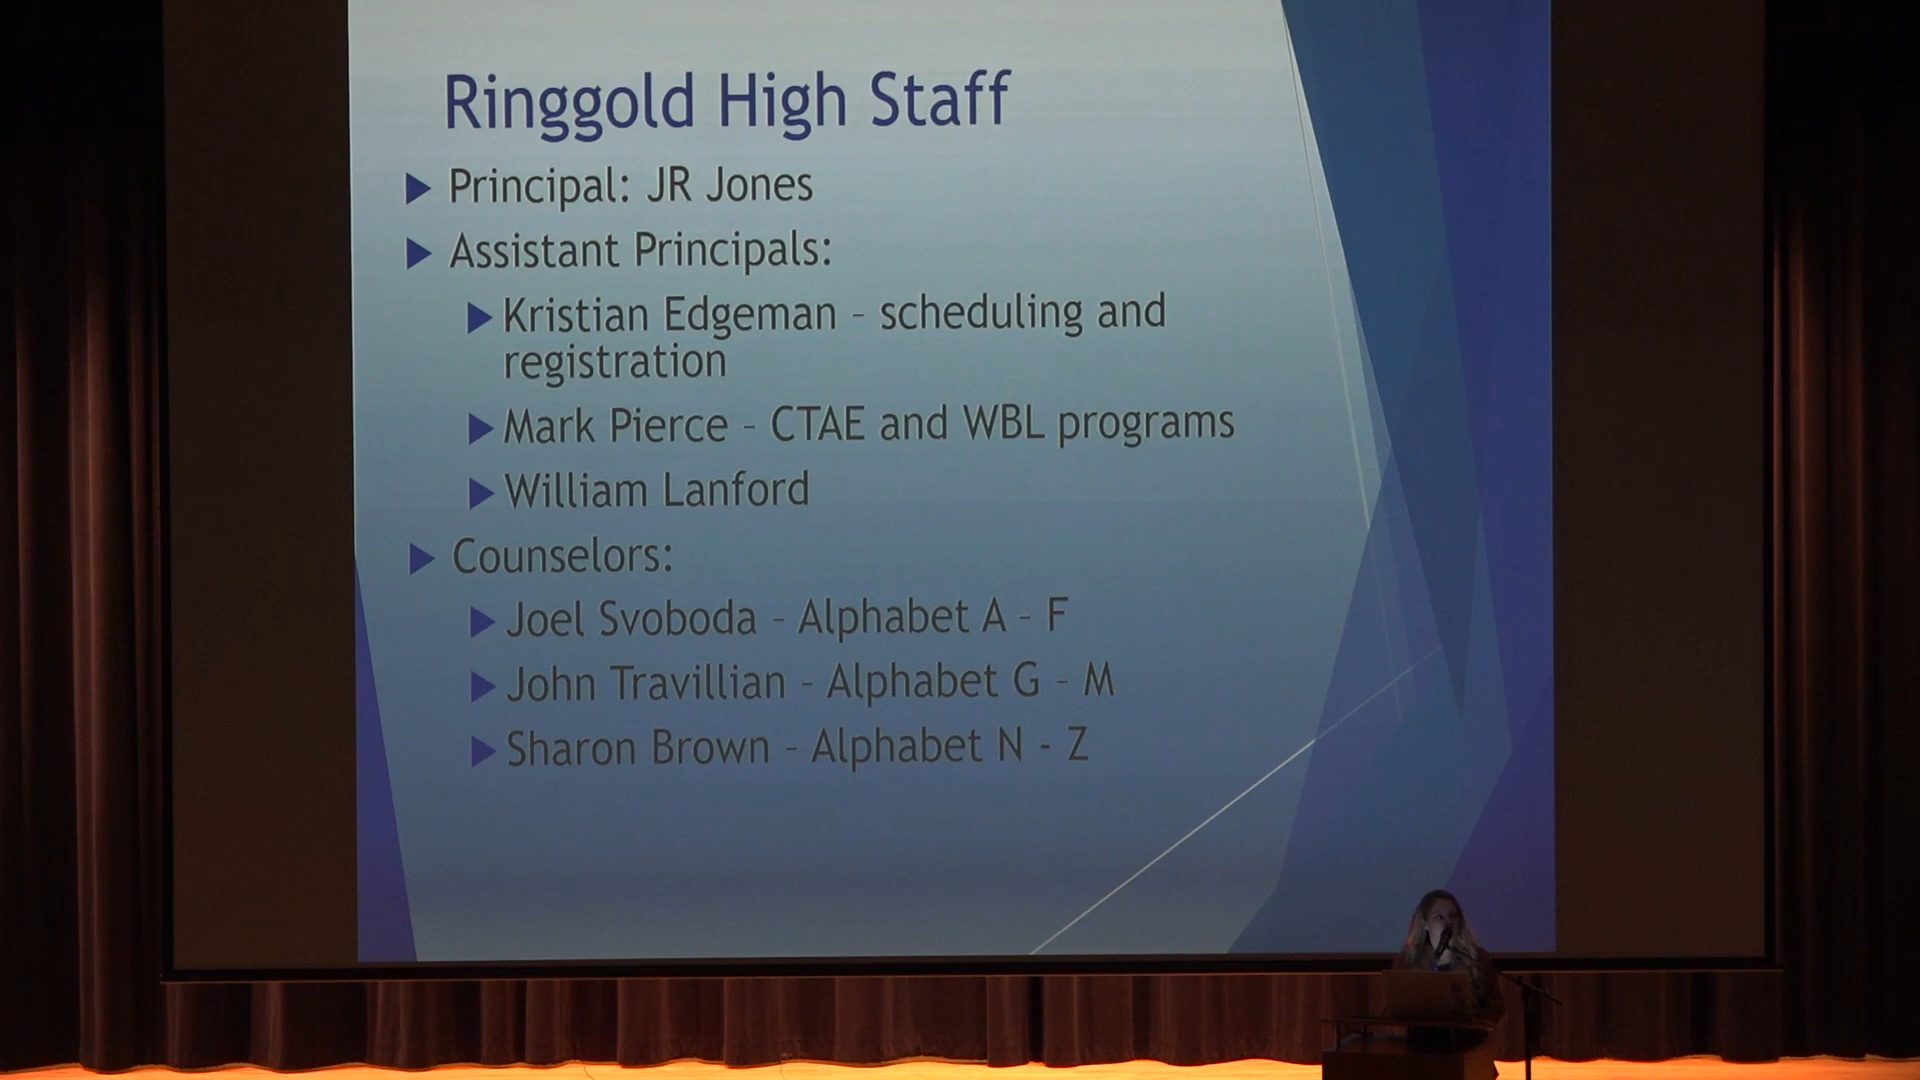 Ringgold High Staff
Principal: JR Jones
Assistant Principals:
Kristian Edgeman – scheduling and
registration
Mark Pierce – CTAE and WBL programs
William Lanford
Counselors:
Joel Svoboda – Alphabet A – F
John Travillian – Alphabet G – M
Sharon Brown – Alphabet N - Z